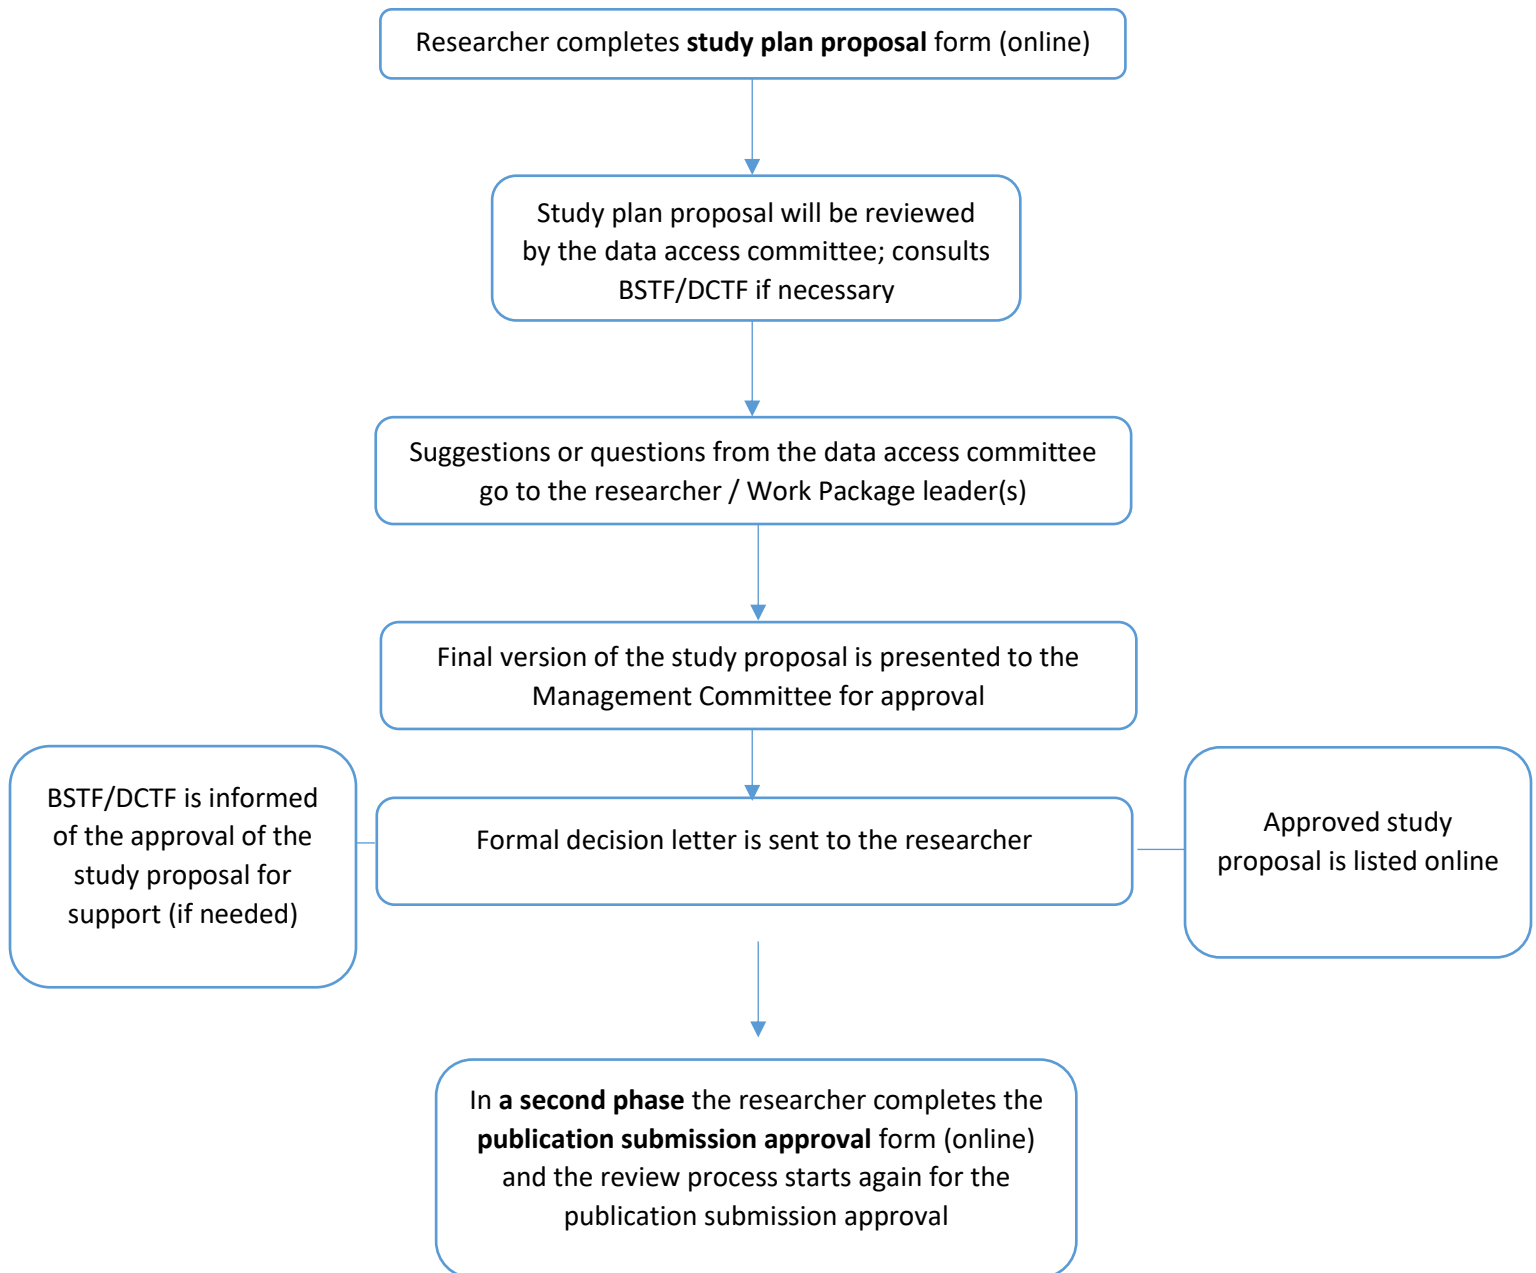 Researcher completes study plan proposal form (online)
Study plan proposal will be reviewed
by the data access committee; consults
BSTF/DCTF if necessary
Suggestions or questions from the data access committee
go to the researcher / Work Package leader(s)
Final version of the study proposal is presented to the
Management Committee for approval
BSTF/DCTF is informed
of the approval of the
study proposal for
support (if needed)
Formal decision letter is sent to the researcher
Approved study
proposal is listed online
In a second phase the researcher completes the
publication submission approval form (online)
and the review process starts again for the
publication submission approval